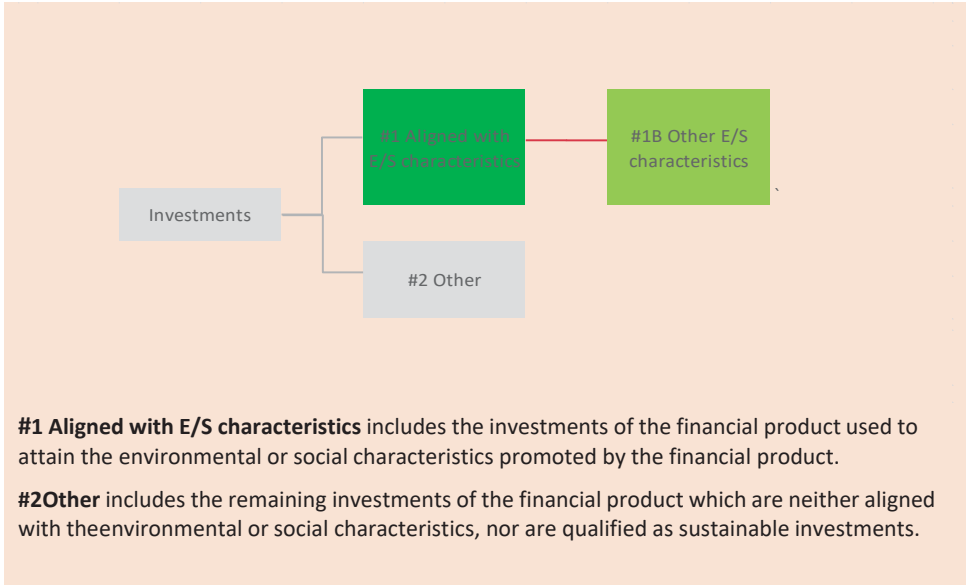 #1 Aligned with
E/S characteristics
#1B Other E/S
characteristics
`
Investments
#2 Other
#1 Aligned with E/S characteristics includes the investments of the financial product used to
attain the environmental or social characteristics promoted by the financial product.
#2Other includes the remaining investments of the financial product which are neither aligned
with theenvironmental or social characteristics, nor are qualified as sustainable investments.